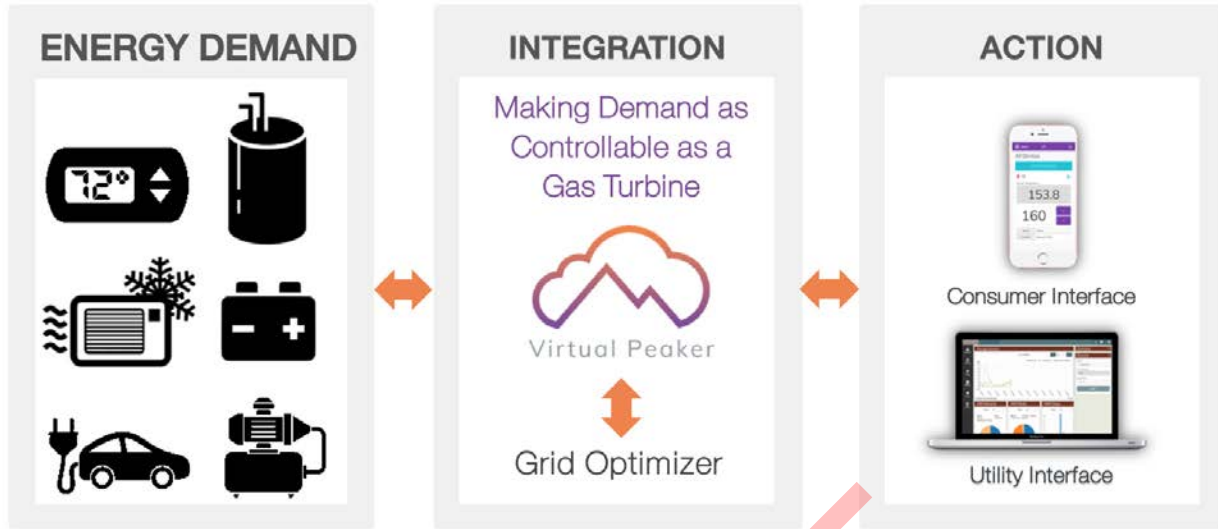 ENERGY DEMAND
72°
INTEGRATION
Making Demand as
Controllable as a
Gas Turbine
Virtual Peaker
Grid Optimizer
ACTION
153.8
160
Consumer Interface
Utility Interface